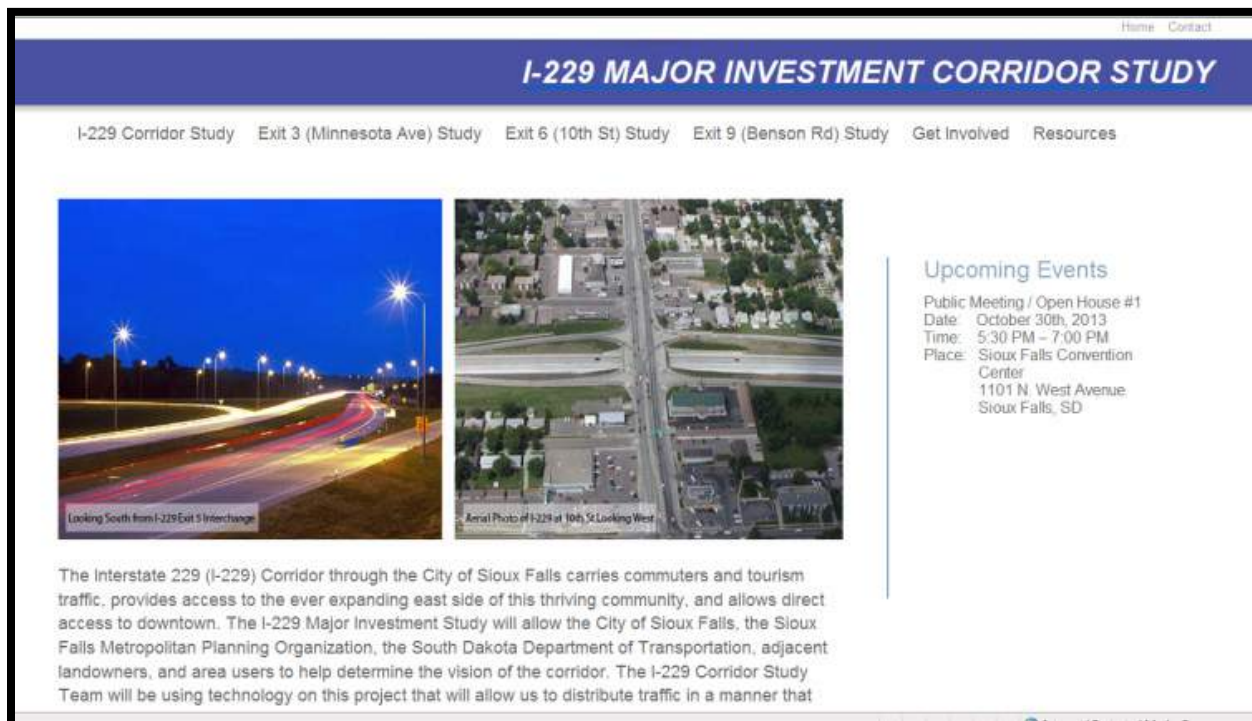 Home Contact
I-229 MAJOR INVESTMENT CORRIDOR STUDY
I-229 Corridor Study Exit 3 (Minnesota Ave) Study Exit 6 (10th St) Study Exit 9 (Benson Rd) Study Get Involved Resources
Looking South from I-229 Exit 5 Interchange
Aerial Photo of I-229 at 10th St Looking West
Upcoming Events
Public Meeting / Open House #1
Date: October 30th, 2013
Time: 5:30 PM – 7:00 PM
Place: Sioux Falls Convention
Center
1101 N. West Avenue
Sioux Falls, SD
The Interstate 229 (I-229) Corridor through the City of Sioux Falls carries commuters and tourism
traffic, provides access to the ever expanding east side of this thriving community, and allows direct
access to downtown. The I-229 Major Investment Study will allow the City of Sioux Falls, the Sioux
Falls Metropolitan Planning Organization, the South Dakota Department of Transportation, adjacent
landowners, and area users to help determine the vision of the corridor. The I-229 Corridor Study
Team will be using technology on this project that will allow us to distribute traffic in a manner that